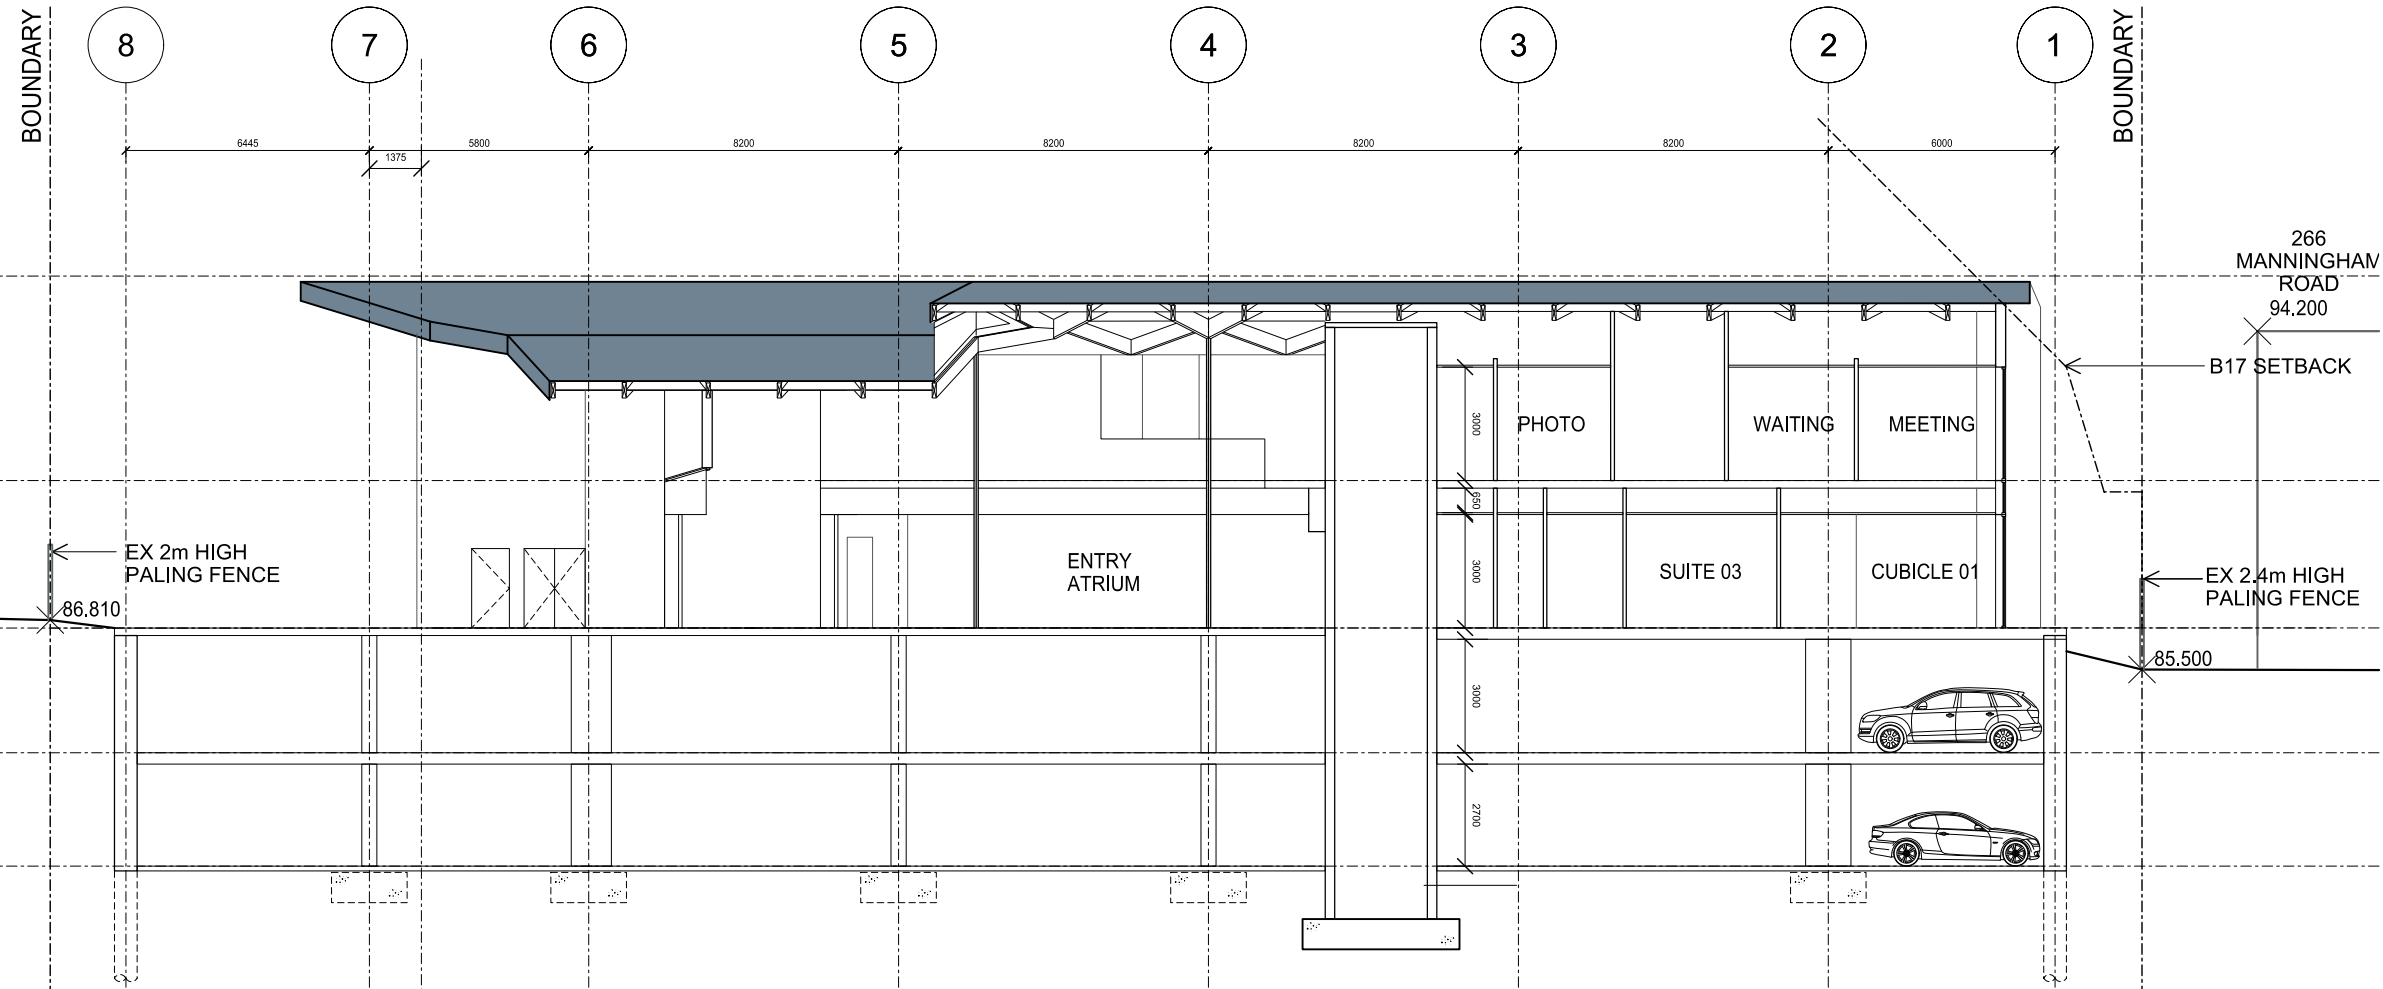 BOUNDARY
8
7
6
5
4
3
2
1
BOUNDARY
6445
5800
8200
8200
8200
8200
6000
1375
266
MANNINGHAM
ROAD
94.200
B17 SETBACK
3000
PHOTO
WAITING
MEETING
650
EX 2m HIGH
PALING FENCE
ENTRY
ATRIUM
3000
SUITE 03
CUBICLE 01
EX 2.4m HIGH
PALING FENCE
86.810
85.500
3000
2700